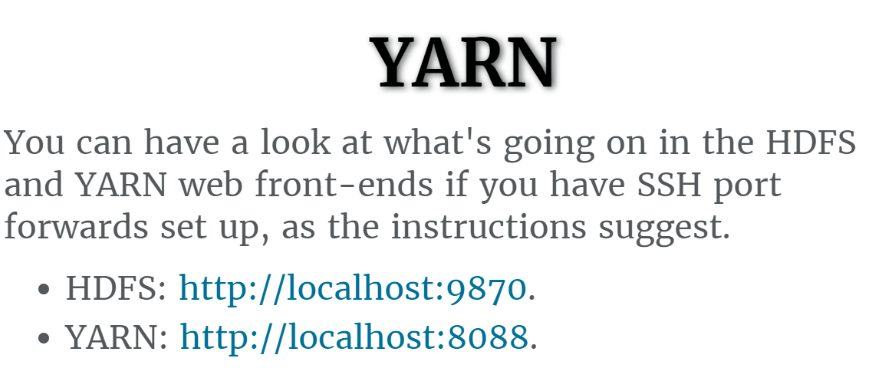 YARN
You can have a look at what's going on in the HDFS
and YARN web front-ends if you have SSH port
forwards set up, as the instructions suggest.
• HDFS: http://localhost:9870.
• YARN: http://localhost:8088.